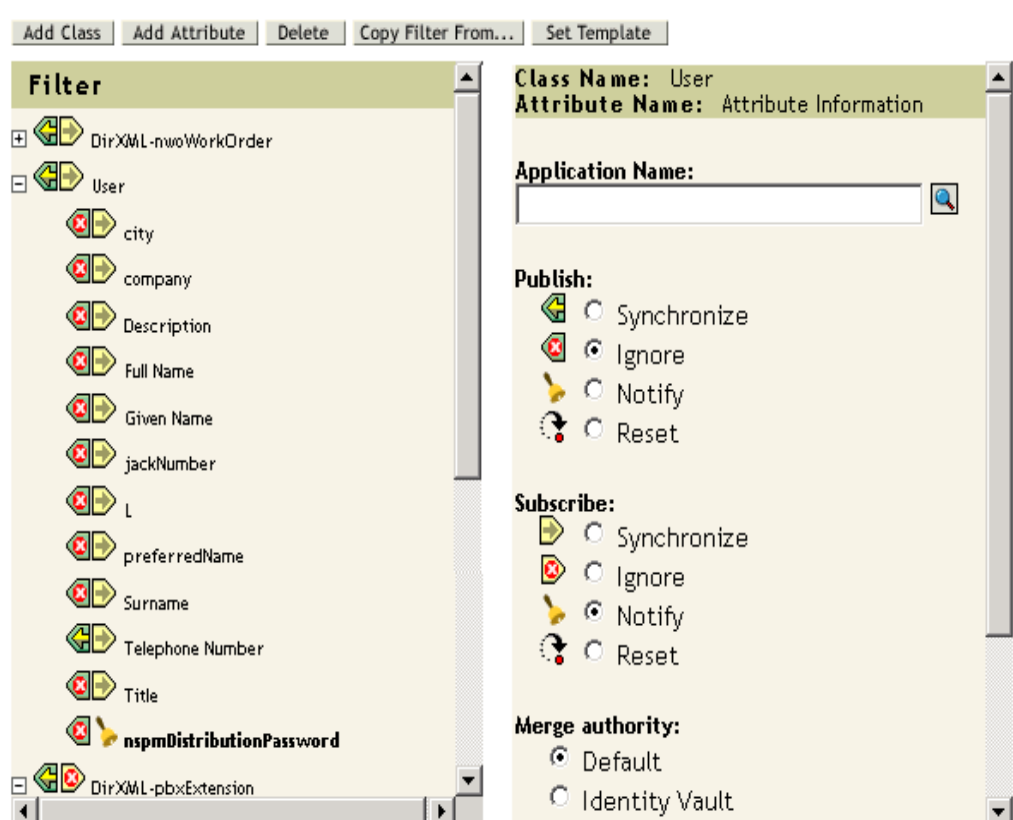 Add Class Add Attribute Delete Copy Filter From... Set Template
Filter
DirXML-nwoWorkOrder
User
city
company
Description
Full Name
Given Name
jackNumber
L
preferredName
Surname
Telephone Number
Title
nspmDistributionPassword
DirXML-pbxExtension
Class Name: User
Attribute Name: Attribute Information
Application Name:
Publish:
Synchronize
Ignore
Notify
Reset
Subscribe:
Synchronize
Ignore
Notify
Reset
Merge authority:
Default
Identity Vault